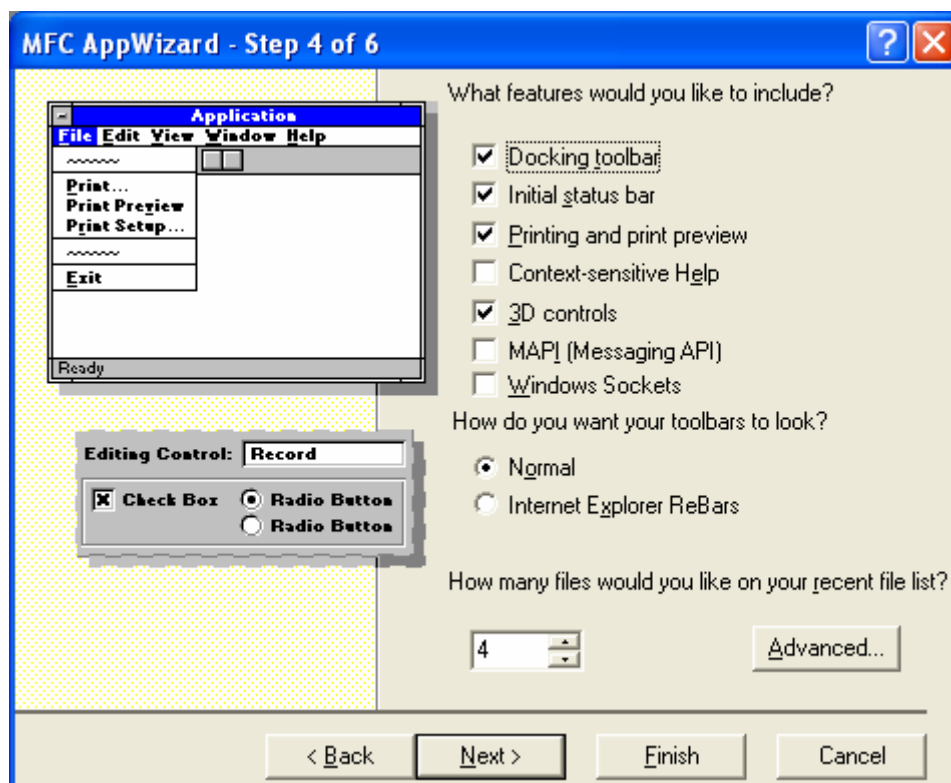 MFC AppWizard - Step 4 of 6
Application
File Edit View Window Help
Print...
Print Preview
Print Setup...
Exit
Ready
Editing Control: Record
Check Box Radio Button
Radio Button
What features would you like to include?
Docking toolbar
Initial status bar
Printing and print preview
Context-sensitive Help
3D controls
MAPI (Messaging API)
Windows Sockets
How do you want your toolbars to look?
Normal
Internet Explorer ReBars
How many files would you like on your recent file list?
4
Advanced...
< Back Next > Finish Cancel